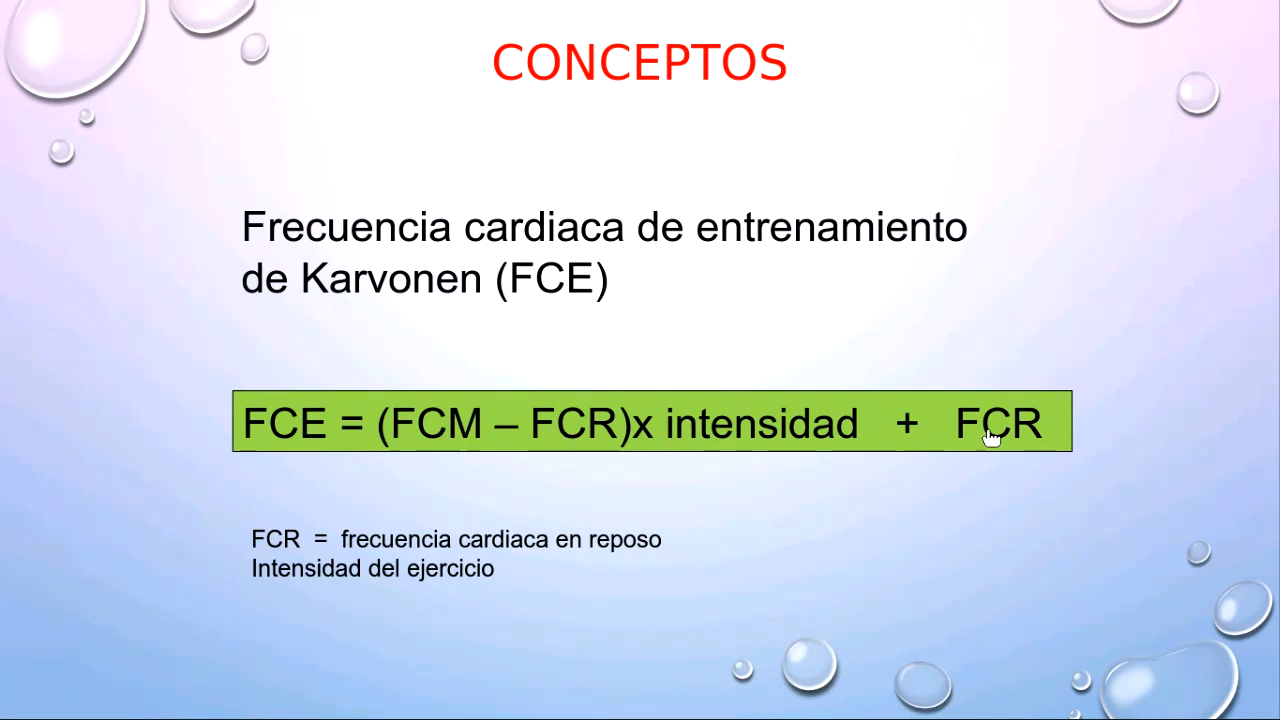 CONCEPTOS
Frecuencia cardiaca de entrenamiento
de Karvonen (FCE)
FCE = (FCM – FCR)x intensidad + FCR
FCR = frecuencia cardiaca en reposo
Intensidad del ejercicio